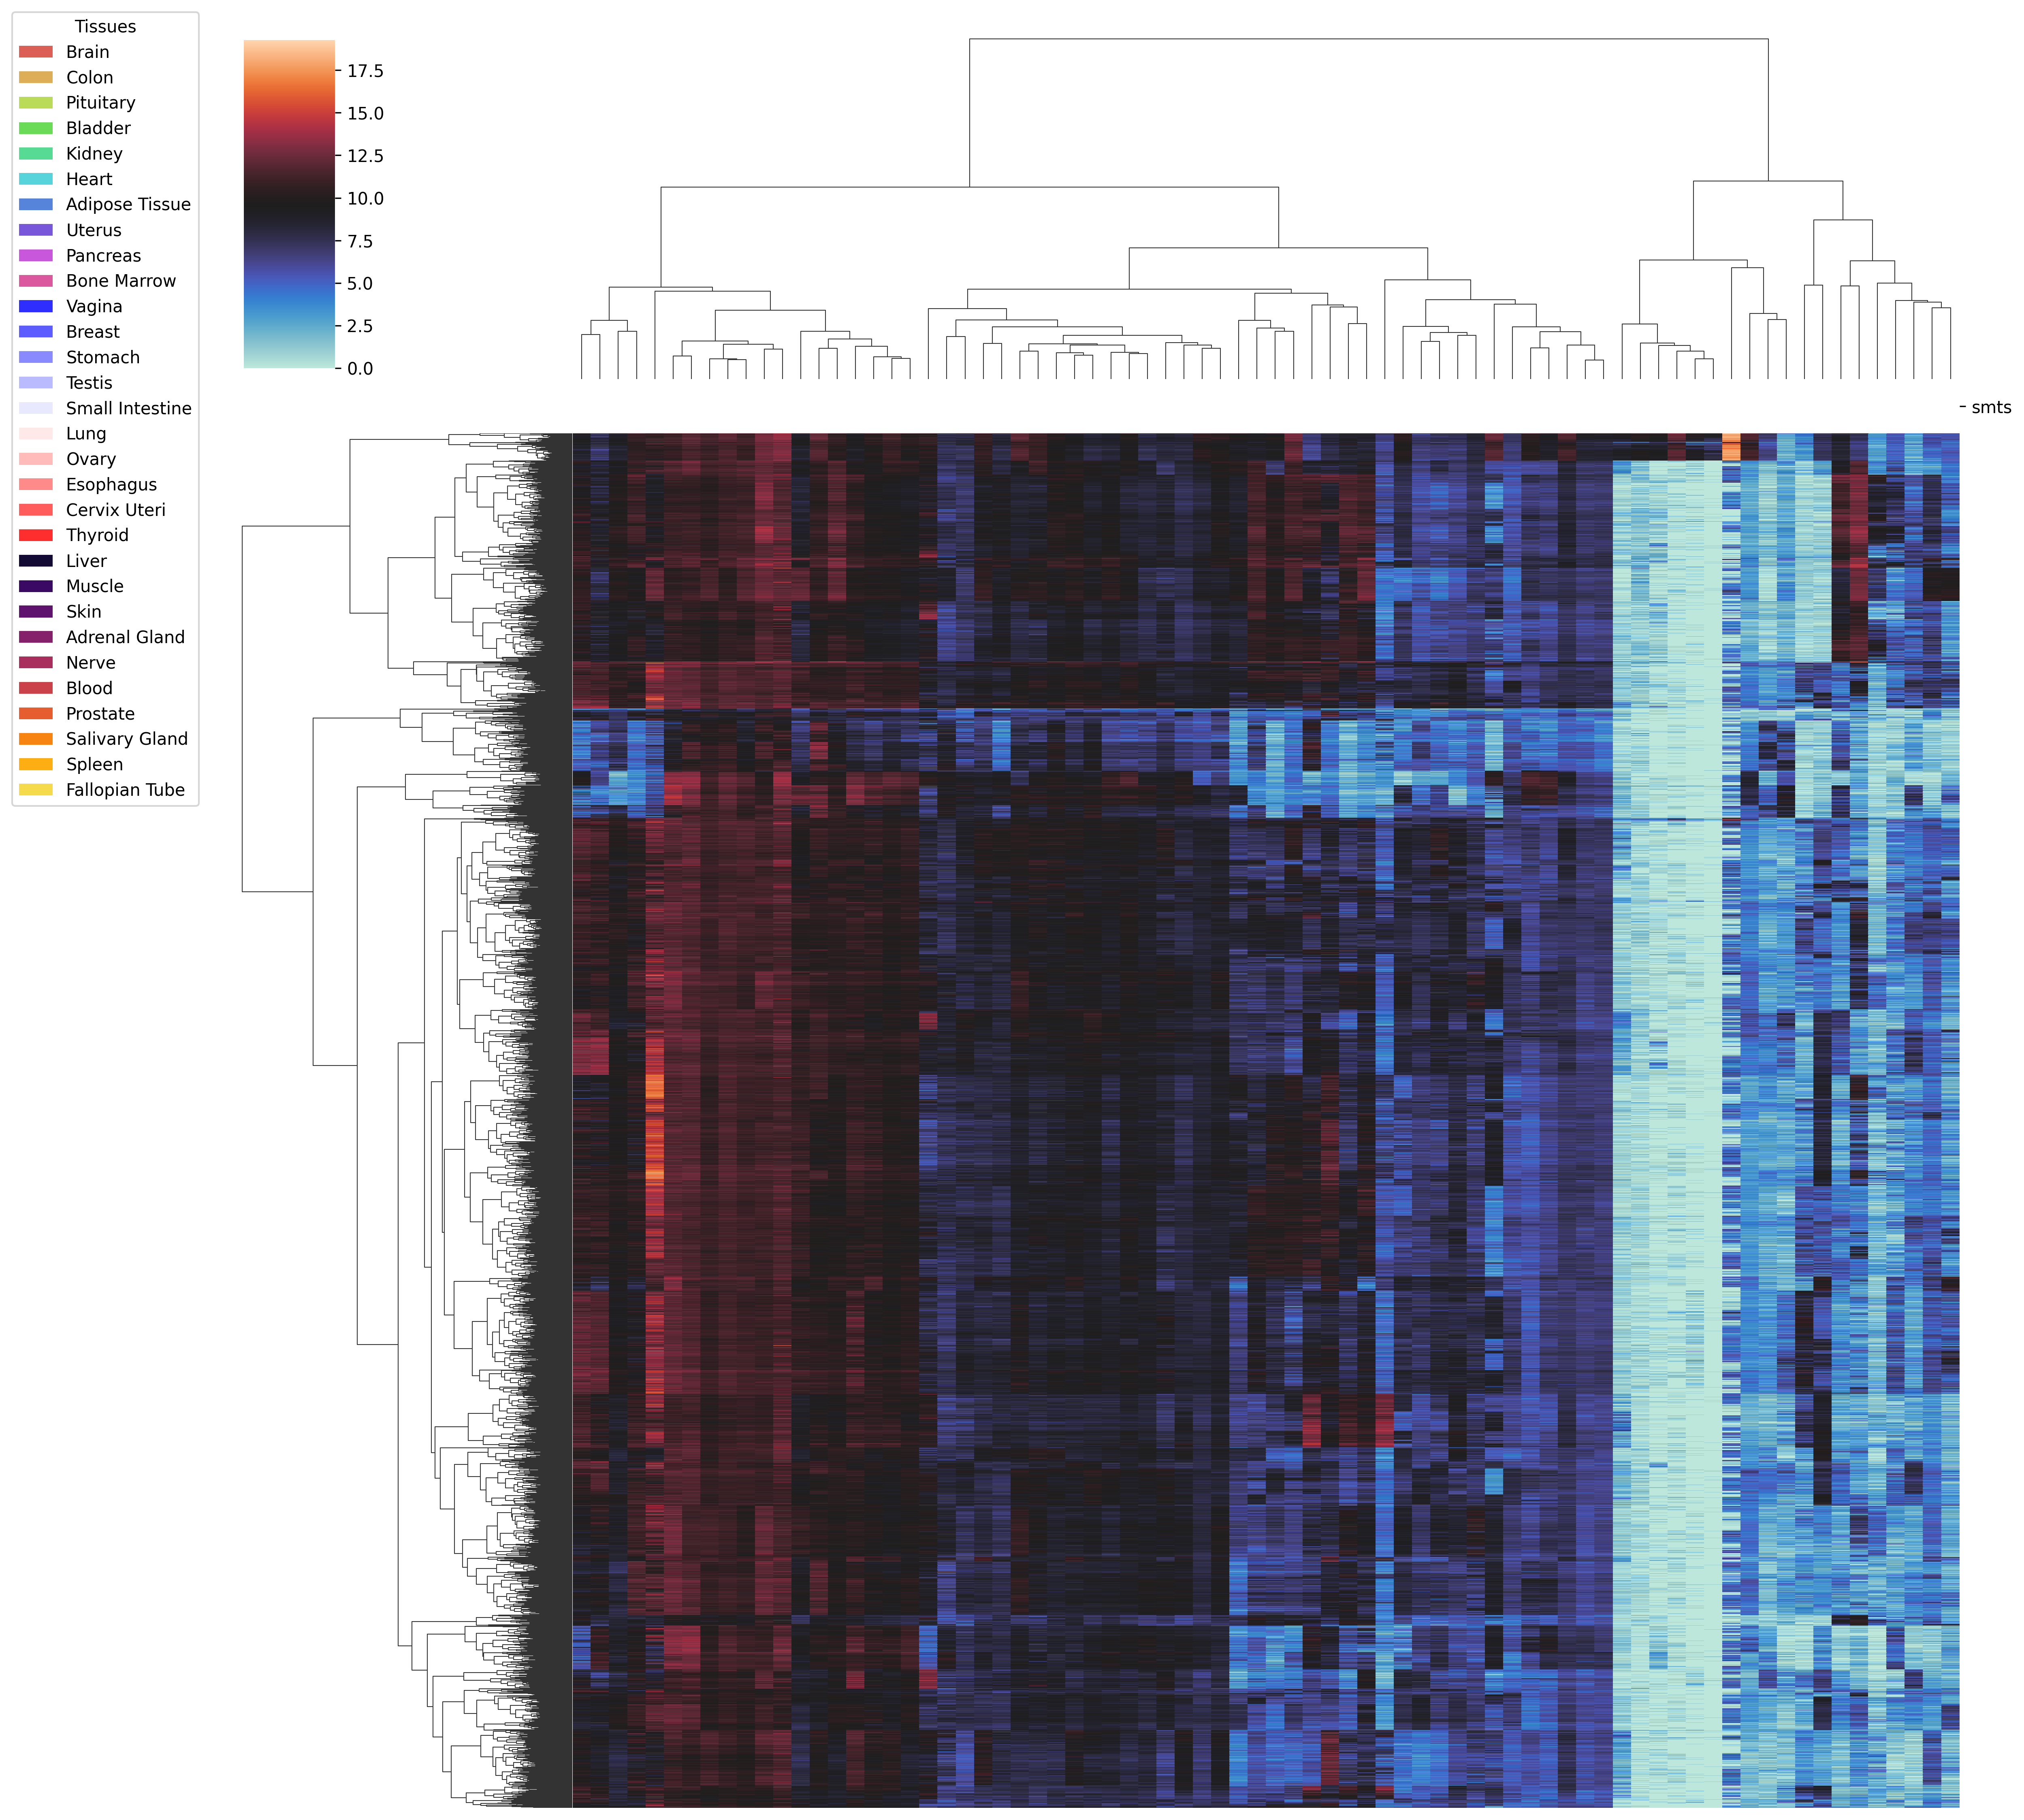 Tissues
Brain
Colon
Pituitary
Bladder
Kidney
Heart
Adipose Tissue
Uterus
Pancreas
Bone Marrow
Vagina
Breast
Stomach
Testis
Small Intestine
Lung
Ovary
Esophagus
Cervix Uteri
Thyroid
Liver
Muscle
Skin
Adrenal Gland
Nerve
Blood
Prostate
Salivary Gland
Spleen
Fallopian Tube
17.5
15.0
12.5
10.0
7.5
5.0
2.5
0.0
smts